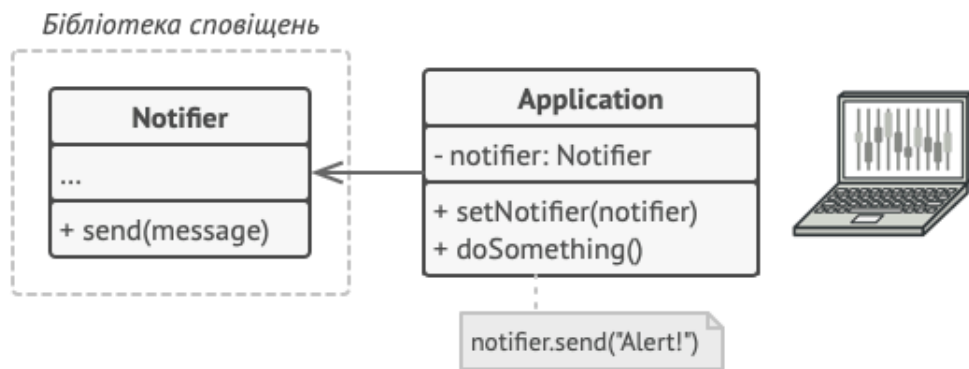 Бібліотека сповіщень
Notifier
...
+ send(message)
Application
- notifier: Notifier
+ setNotifier(notifier)
+ doSomething()
notifier.send("Alert!")